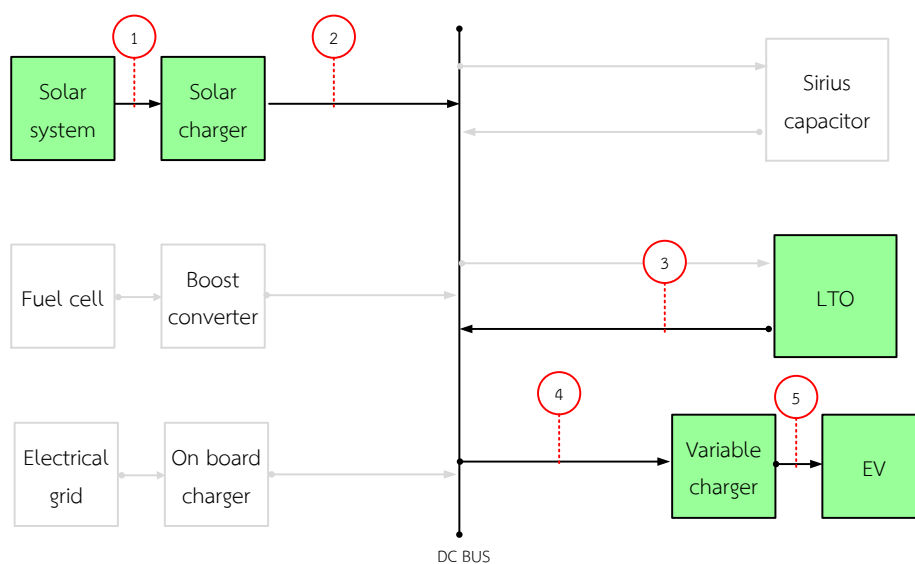 1
2
Solar
system
Solar
charger
Sirius
capacitor
3
Fuel cell
Boost
converter
LTO
4
5
Electrical
grid
On board
charger
Variable
charger
EV
DC BUS